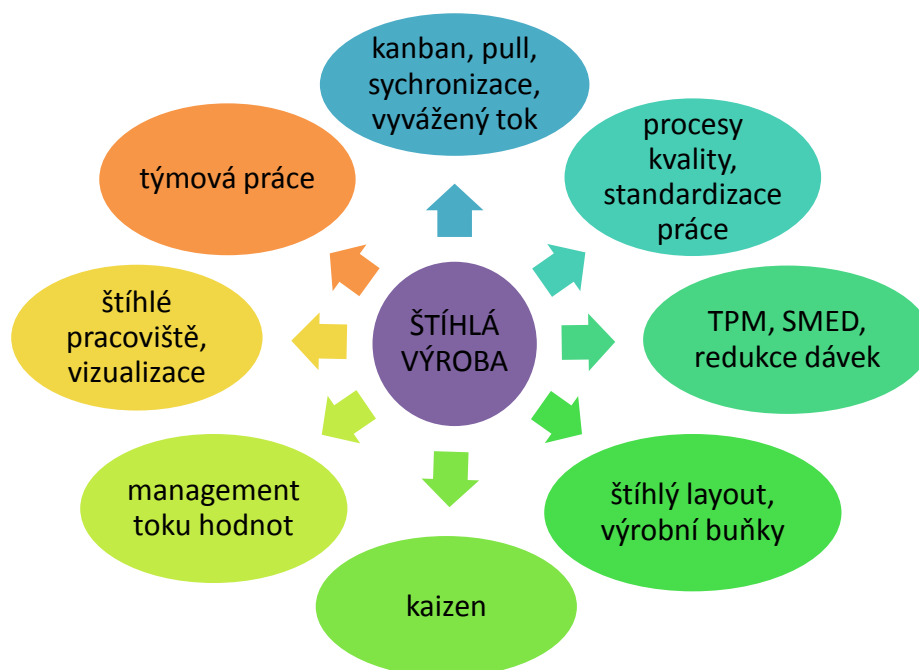 kanban, pull,
sychronizace,
vyvážený tok
procesy
kvality,
standardizace
práce
týmová práce
ŠTÍHLÁ
VÝROBA
štíhlé
pracoviště,
vizualizace
TPM, SMED,
redukce dávek
management
toku hodnot
štíhlý layout,
výrobní buňky
kaizen